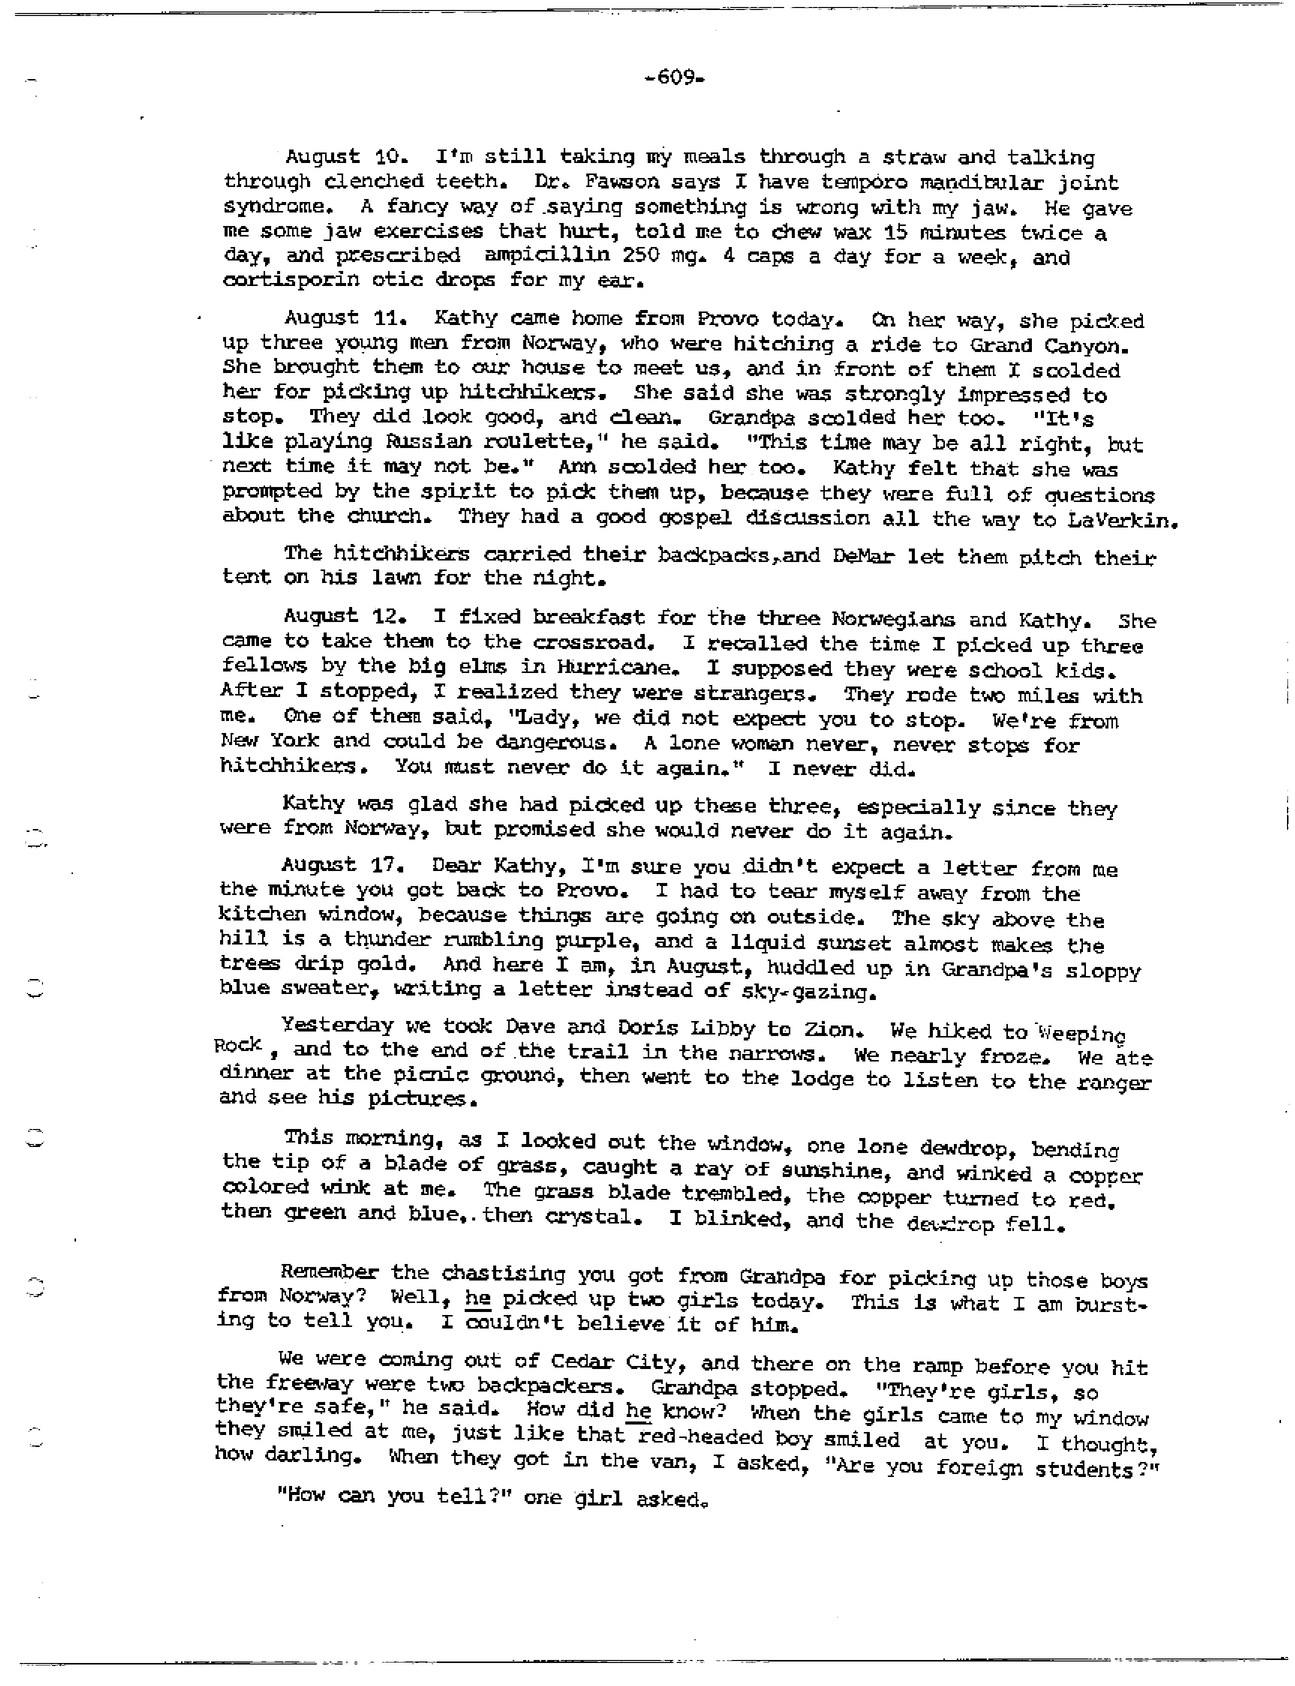 -609-
August 10. I'm still taking my meals through a straw and talking
through clenched teeth. Dr. Fawson says I have temporo mandibular joint
syndrome. A fancy way of saying something is wrong with my jaw. He gave
me some jaw exercises that hurt, told me to chew wax 15 minutes twice a
day, and prescribed ampicillin 250 mg. 4 caps a day for a week, and
cortisporin otic drops for my ear.
August 11. Kathy came home from Provo today. On her way, she picked
up three young men from Norway, who were hitching a ride to Grand Canyon.
She brought them to our house to meet us, and in front of them I scolded
her for picking up hitchhikers. She said she was strongly impressed to
stop. They did look good, and clean. Grandpa scolded her too. "It's
like playing Russian roulette," he said. "This time may be all right, but
next time it may not be." Ann scolded her too. Kathy felt that she was
prompted by the spirit to pick them up, because they were full of questions
about the church. They had a good gospel discussion all the way to LaVerkin.
The hitchhikers carried their backpacks, and DeMar let them pitch their
tent on his lawn for the night.
August 12. I fixed breakfast for the three Norwegians and Kathy. She
came to take them to the crossroad. I recalled the time I picked up three
fellows by the big elms in Hurricane. I supposed they were school kids.
After I stopped, I realized they were strangers. They rode two miles with
me. One of them said, "Lady, we did not expect you to stop. We're from
New York and could be dangerous. A lone woman never, never stops for
hitchhikers. You must never do it again." I never did.
Kathy was glad she had picked up these three, especially since they
were from Norway, but promised she would never do it again.
August 17. Dear Kathy, I'm sure you didn't expect a letter from me
the minute you got back to Provo. I had to tear myself away from the
kitchen window, because things are going on outside. The sky above the
hill is a thunder rumbling purple, and a liquid sunset almost makes the
trees drip gold. And here I am, in August, huddled up in Grandpa's sloppy
blue sweater, writing a letter instead of sky-gazing.
Yesterday we took Dave and Doris Libby to Zion. We hiked to Weeping
Rock, and to the end of the trail in the narrows. We nearly froze. We ate
dinner at the picnic ground, then went to the lodge to listen to the ranger
and see his pictures.
This morning, as I looked out the window, one lone dewdrop, bending
the tip of a blade of grass, caught a ray of sunshine, and winked a copper
colored wink at me. The grass blade trembled, the copper turned to red,
then green and blue, then crystal. I blinked, and the dewdrop fell.
Remember the chastising you got from Grandpa for picking up those boys
from Norway? Well, he picked up two girls today. This is what I am burst-
ing to tell you. I couldn't believe it of him.
We were coming out of Cedar City, and there on the ramp before you hit
the freeway were two backpackers. Grandpa stopped. "They're girls, so
they're safe," he said. How did he know? When the girls came to my window
they smiled at me, just like that red-headed boy smiled at you. I thought,
how darling. When they got in the van, I asked, "Are you foreign students?"
"How can you tell?" one girl asked.